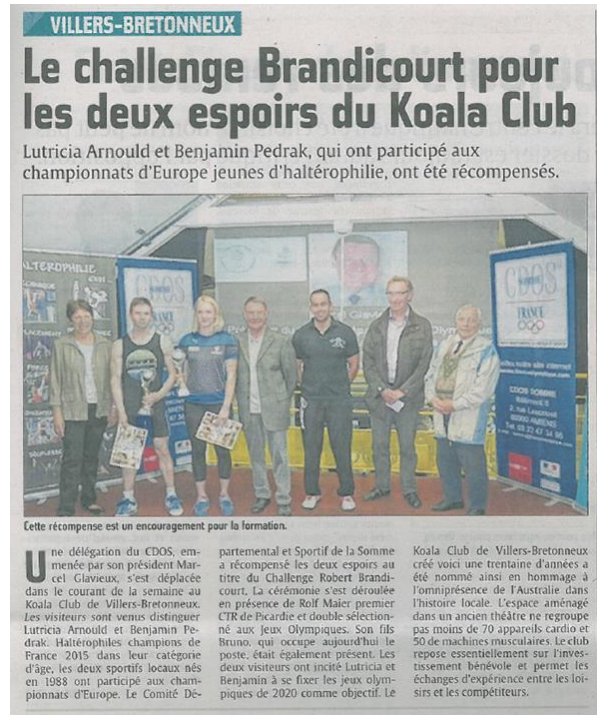 VILLERS-BRETONNEUX
Le challenge Brandicourt pour
les deux espoirs du Koala Club
Lutricia Arnould et Benjamin Pedrak, qui ont participé aux
championnats d'Europe jeunes d'haltérophilie, ont été récompensés.
ALTEROPHILIE
CDOS
FRANCE
CDOS
FRANCE
CDOS SOMME
AMIENS
Cette récompense est un encouragement pour la formation.
Une délégation du CDOS, em-
menée par son président Mar-
cel Glavieux, s'est déplacée
dans le courant de la semaine au
Koala Club de Villers-Bretonneux.
Les visiteurs sont venus distinguer
Lutricia Arnould et Benjamin Pe-
drak. Haltérophiles champions de
France 2015 dans leur catégorie
d'âge, les deux sportifs locaux nés
en 1988 ont participé aux cham-
pionnats d'Europe. Le Comité Dé-
partemental et Sportif de la Somme
a récompensé les deux espoirs au
titre du Challenge Robert Brandi-
court. La cérémonie s'est déroulée
en présence de Rolf Maier premier
CTR de Picardie et double sélection-
né aux Jeux Olympiques. Son fils
Bruno, qui occupe aujourd'hui le
poste, était également présent. Les
deux visiteurs ont incité Lutricia et
Benjamin à se fixer les jeux olym-
piques de 2020 comme objectif. Le
Koala Club de Villers-Bretonneux
créé voici une trentaine d'années a
été nommé ainsi en hommage à
l'omniprésence de l'Australie dans
l'histoire locale. L'espace aménagé
dans un ancien théâtre ne regroupe
pas moins de 70 appareils cardio et
50 de machines musculaires. Le club
repose essentiellement sur l'inves-
tissement bénévole et permet les
échanges d'expérience entre les loi-
sirs et les compétiteurs.